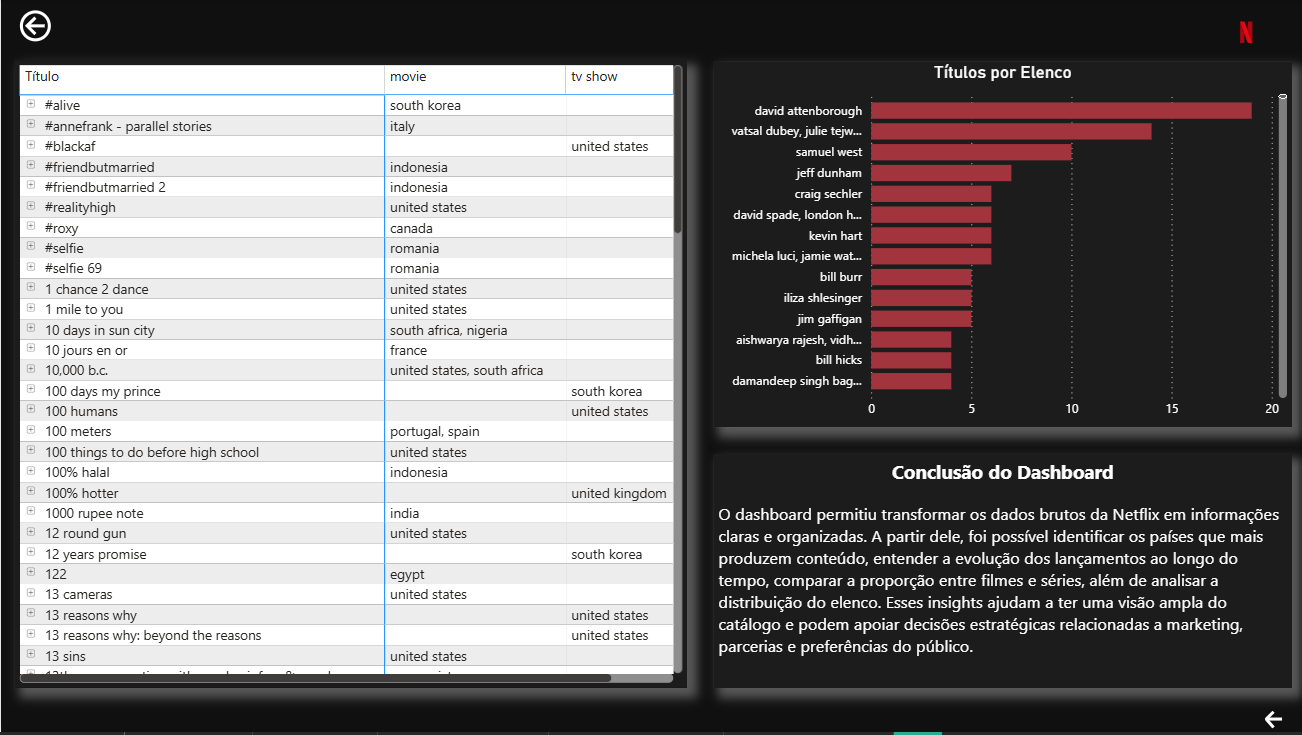 N
Título movie tv show
#alive south korea
#annefrank - parallel stories italy
#blackaf united states
#friendbutmarried indonesia
#friendbutmarried 2 indonesia
#realityhigh united states
#roxy canada
#selfie romania
#selfie 69 romania
1 chance 2 dance united states
1 mile to you united states
10 days in sun city south africa, nigeria
10 jours en or france
10,000 b.c. united states, south africa
100 days my prince south korea
100 humans united states
100 meters portugal, spain
100 things to do before high school united states
100% halal indonesia
100% hotter united kingdom
1000 rupee note india
12 round gun united states
12 years promise south korea
122 egypt
13 cameras united states
13 reasons why united states
13 reasons why: beyond the reasons united states
13 sins united states
Títulos por Elenco
david attenborough
vatsal dubey, julie tejw...
samuel west
jeff dunham
craig sechler
david spade, london h...
kevin hart
michela luci, jamie wat...
bill burr
iliza shlesinger
jim gaffigan
aishwarya rajesh, vidh...
bill hicks
damandeep singh bag...
0 5 10 15 20
Conclusão do Dashboard
O dashboard permitiu transformar os dados brutos da Netflix em informações
claras e organizadas. A partir dele, foi possível identificar os países que mais
produzem conteúdo, entender a evolução dos lançamentos ao longo do
tempo, comparar a proporção entre filmes e séries, além de analisar a
distribuição do elenco. Esses insights ajudam a ter uma visão ampla do
catálogo e podem apoiar decisões estratégicas relacionadas a marketing,
parcerias e preferências do público.